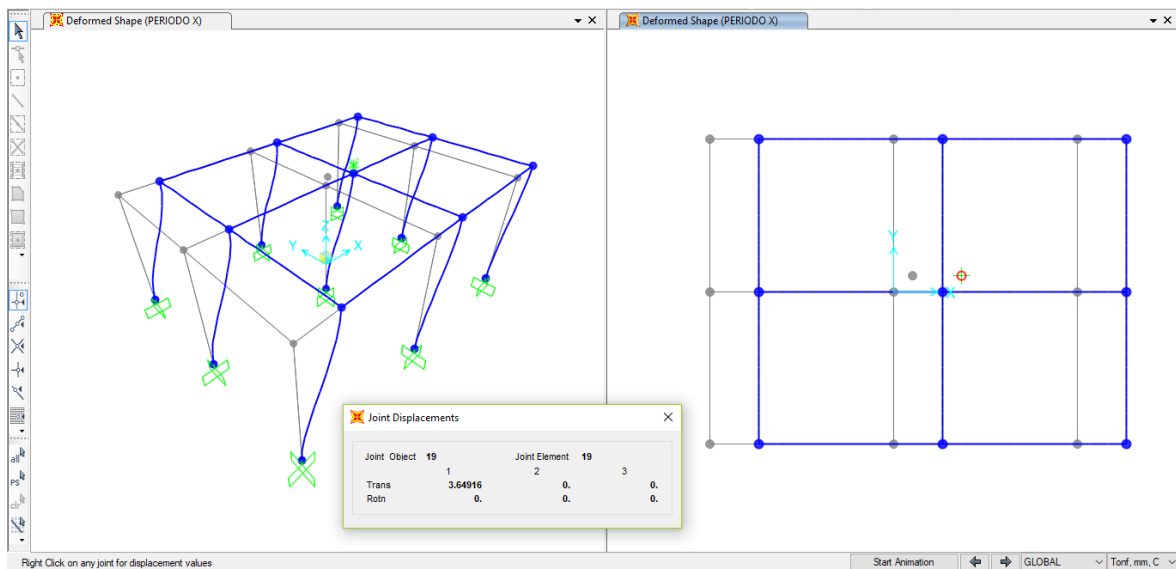 Deformed Shape (PERIODO X)
Deformed Shape (PERIODO X)
Z
Y
X
Y
X
all
PS
clr
Joint Displacements
Joint Object 19 Joint Element 19
1 2 3
Trans 3.64916 0. 0.
Rotn 0. 0. 0.
Right Click on any joint for displacement values
Start Animation
GLOBAL
Tonf, mm, C